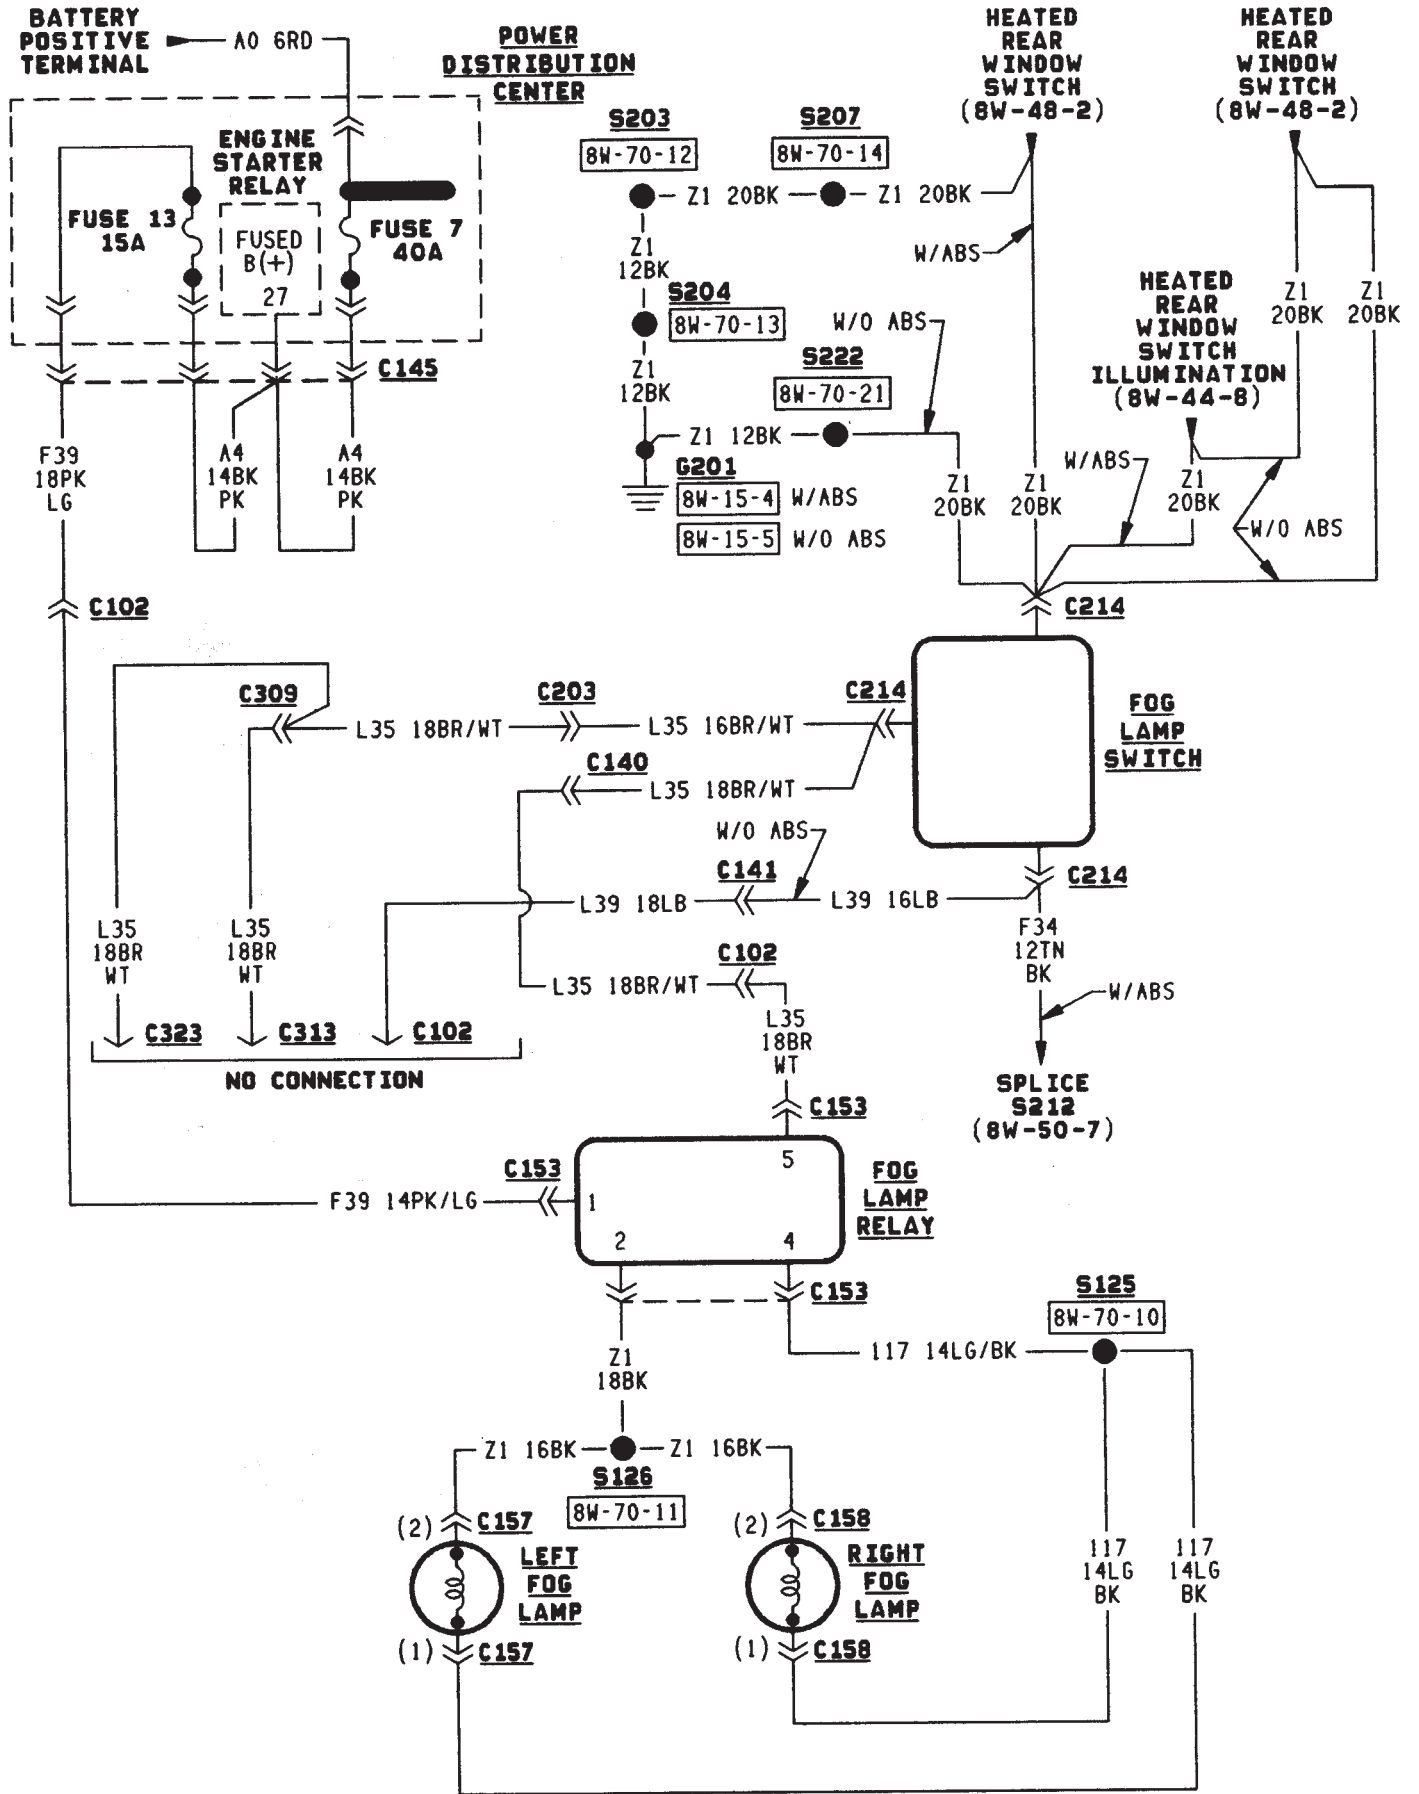 BATTERY
POSITIVE
TERMINAL
A0 6RD
POWER
DISTRIBUTION
CENTER
HEATED
REAR
WINDOW
SWITCH
(8W-48-2)
HEATED
REAR
WINDOW
SWITCH
(8W-48-2)
ENGINE
STARTER
RELAY
FUSE 13
15A
FUSED
B(+)
27
FUSE 7
40A
C145
S203
8W-70-12
S207
8W-70-14
Z1 20BK
Z1 20BK
Z1
12BK
W/ABS
S204
8W-70-13
W/O ABS
Z1
12BK
S222
8W-70-21
Z1 12BK
G201
8W-15-4 W/ABS
8W-15-5 W/O ABS
HEATED
REAR
WINDOW
SWITCH
ILLUMINATION
(8W-44-8)
Z1
20BK
Z1
20BK
W/ABS
Z1
20BK
Z1
20BK
Z1
20BK
W/O ABS
F39
18PK
LG
A4
14BK
PK
A4
14BK
PK
C102
C214
C309
L35 18BR/WT
C203
L35 16BR/WT
C214
FOG
LAMP
SWITCH
C140
L35 18BR/WT
W/O ABS
C141
L39 18LB
L39 16LB
C214
F34
12TN
BK
W/ABS
SPLICE
S212
(8W-50-7)
L35
18BR
WT
L35
18BR
WT
C102
L35 18BR/WT
L35
18BR
WT
C323
C313
C102
NO CONNECTION
C153
5
C153
F39 14PK/LG
1
2
4
FOG
LAMP
RELAY
C153
S125
8W-70-10
117 14LG/BK
Z1
18BK
Z1 16BK
Z1 16BK
S126
8W-70-11
(2)
C157
LEFT
FOG
LAMP
(1)
C157
(2)
C158
RIGHT
FOG
LAMP
(1)
C158
117
14LG
BK
117
14LG
BK